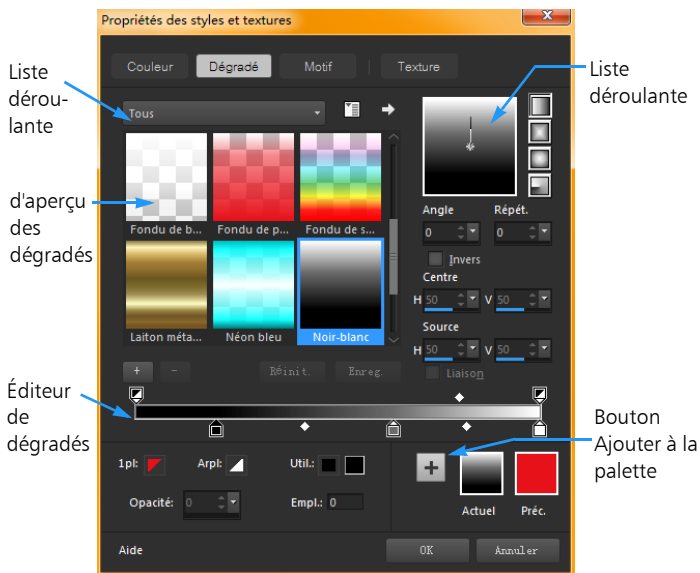 Propriétés des styles et textures
Couleur Dégradé Motif Texture
Liste
dérou-
lante
Liste
déroulante
Tous
d'aperçu
des
dégradés
Fondu de b... Fondu de p... Fondu de s...
Laiton méta... Néon bleu Noir-blanc
Angle Répét.
0 0
Invers
Centre
H 50 V 50
Source
H 50 V 50
Liaison
+ - Réinit. Enreg.
Éditeur
de
dégradés
Bouton
Ajouter à la
palette
1pl: Arpl: Util.:
Opacité: 0 Empl.: 0
+
Actuel Préc.
Aide OK Annuler